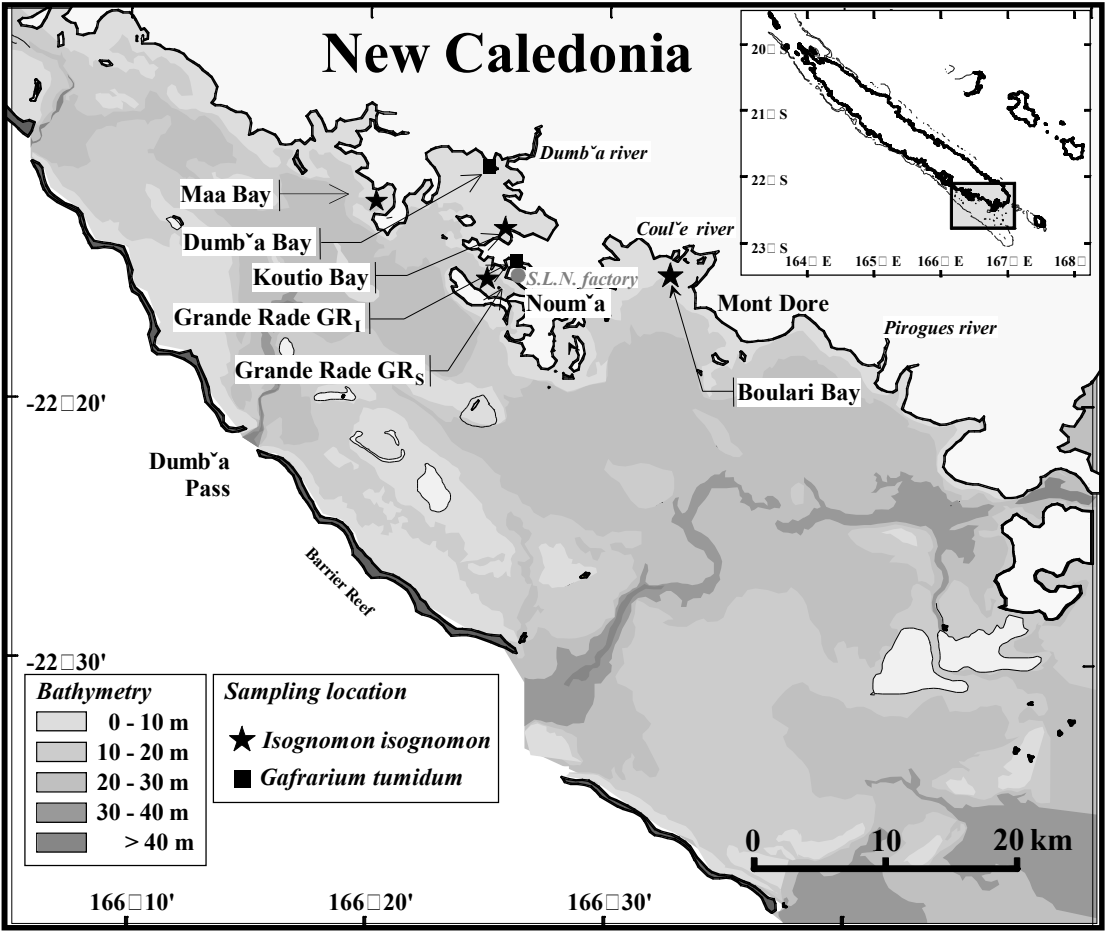 New Caledonia
20□ S
21□ S
22□ S
23□ S
164□ E
165□ E
166□ E
167□ E
168□
Dumbˇa river
Maa Bay
Dumbˇa Bay
Koutio Bay
Grande Rade GRI
Grande Rade GRS
Coulˇe river
S.L.N. factory
Noumˇa
Mont Dore
Pirogues river
Boulari Bay
-22□20'
Dumbˇa
Pass
Barrier Reef
-22□30'
Bathymetry
0 - 10 m
10 - 20 m
20 - 30 m
30 - 40 m
> 40 m
Sampling location
Isognomon isognomon
Gafrarium tumidum
0 10 20 km
166□10' 166□20' 166□30'